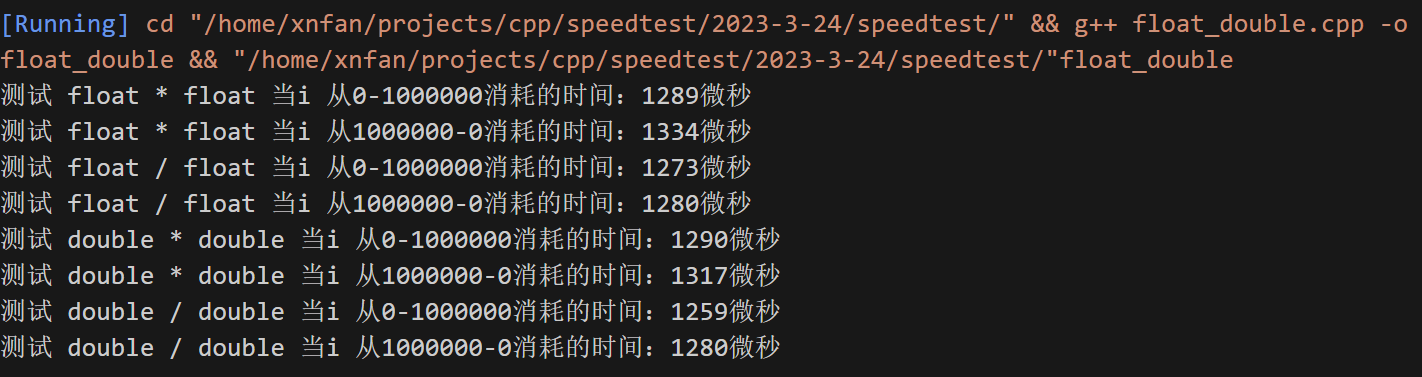 [Running] cd "/home/xnfan/projects/cpp/speedtest/2023-3-24/speedtest/" && g++ float_double.cpp -o
float_double && "/home/xnfan/projects/cpp/speedtest/2023-3-24/speedtest/"float_double
测试 float * float 当i 从0-1000000消耗的时间：1289微秒
测试 float * float 当i 从1000000-0消耗的时间：1334微秒
测试 float / float 当i 从0-1000000消耗的时间：1273微秒
测试 float / float 当i 从1000000-0消耗的时间：1280微秒
测试 double * double 当i 从0-1000000消耗的时间：1290微秒
测试 double * double 当i 从1000000-0消耗的时间：1317微秒
测试 double / double 当i 从0-1000000消耗的时间：1259微秒
测试 double / double 当i 从1000000-0消耗的时间：1280微秒